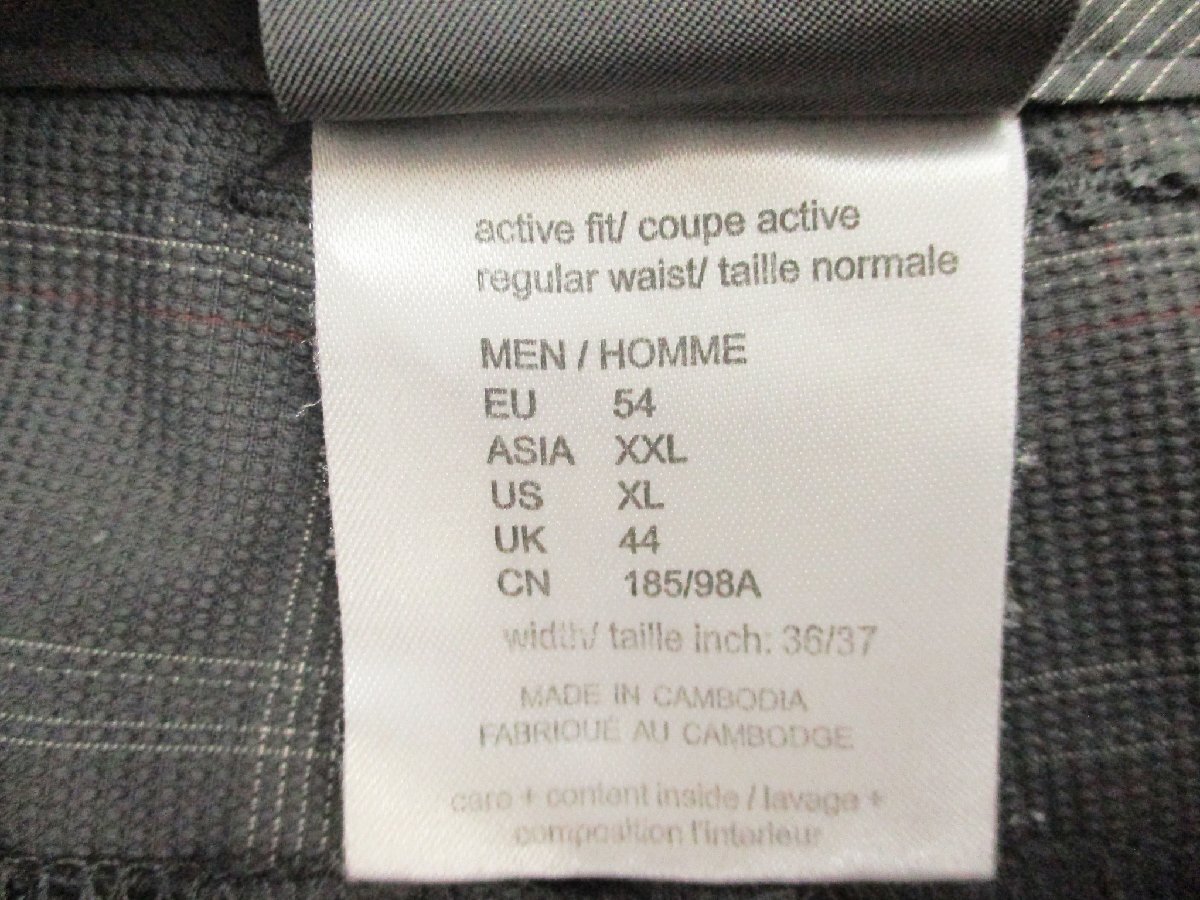 active fit/ coupe active
regular waist/ taille normale
MEN / HOMME
EU 54
ASIA XXL
US XL
UK 44
CN 185/98A
width/ taille inch: 36/37
MADE IN CAMBODIA
FABRIQUÉ AU CAMBODGE
care + content inside / lavage +
composition l'interieur